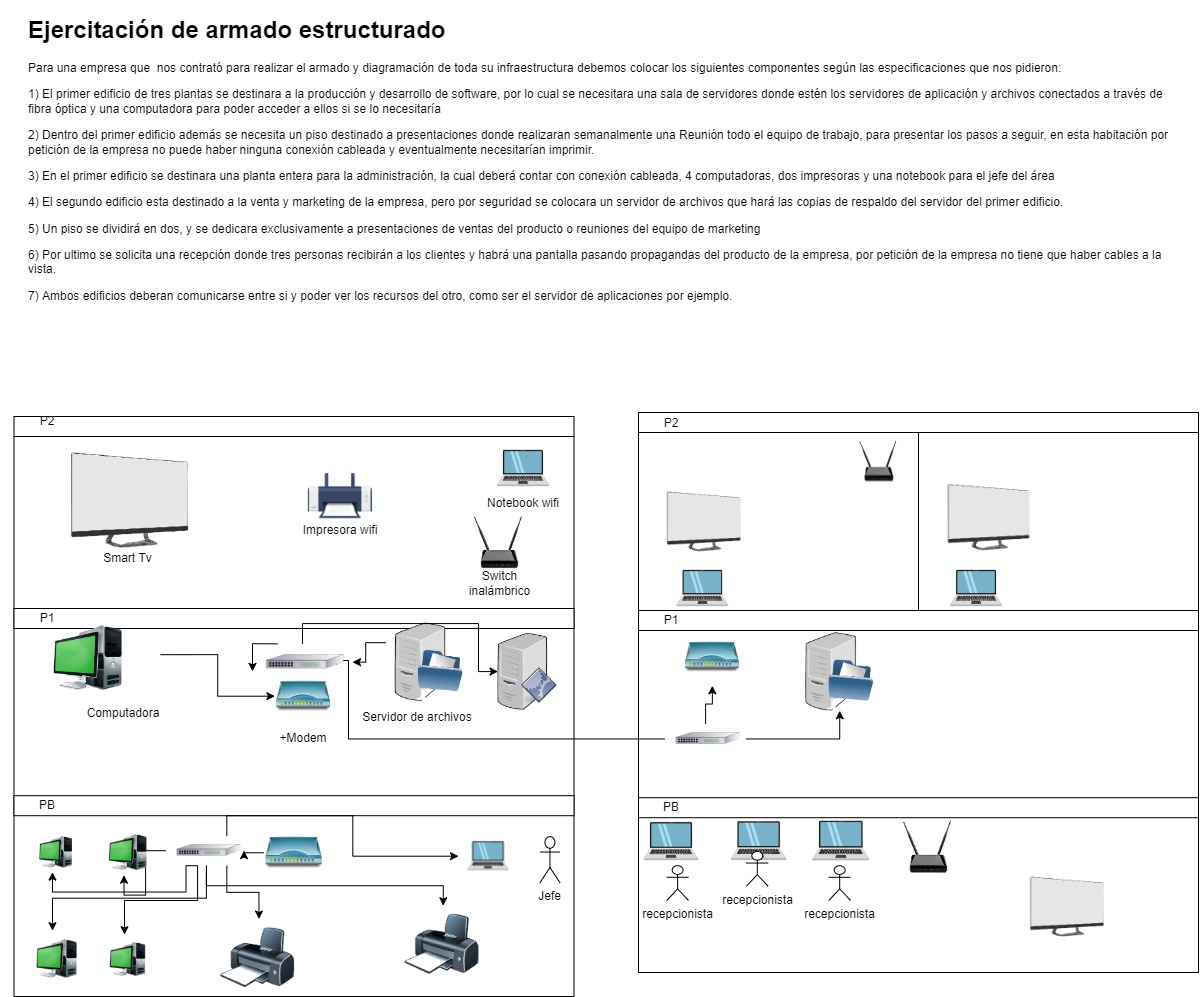 Ejercitación de armado estructurado
Para una empresa que  nos contrató para realizar el armado y diagramación de toda su infraestructura debemos colocar los siguientes componentes según las especificaciones que nos pidieron:
1) El primer edificio de tres plantas se destinara a la producción y desarrollo de software, por lo cual se necesitara una sala de servidores donde estén los servidores de aplicación y archivos conectados a través de
fibra óptica y una computadora para poder acceder a ellos si se lo necesitaría
2) Dentro del primer edificio además se necesita un piso destinado a presentaciones donde realizaran semanalmente una Reunión todo el equipo de trabajo, para presentar los pasos a seguir, en esta habitación por
petición de la empresa no puede haber ninguna conexión cableada y eventualmente necesitarían imprimir.
3) En el primer edificio se destinara una planta entera para la administración, la cual deberá contar con conexión cableada, 4 computadoras, dos impresoras y una notebook para el jefe del área
4) El segundo edificio esta destinado a la venta y marketing de la empresa, pero por seguridad se colocara un servidor de archivos que hará las copias de respaldo del servidor del primer edificio.
5) Un piso se dividirá en dos, y se dedicara exclusivamente a presentaciones de ventas del producto o reuniones del equipo de marketing
6) Por ultimo se solicita una recepción donde tres personas recibirán a los clientes y habrá una pantalla pasando propagandas del producto de la empresa, por petición de la empresa no tiene que haber cables a la
vista.
7) Ambos edificios deberan comunicarse entre si y poder ver los recursos del otro, como ser el servidor de aplicaciones por ejemplo.
P2
Smart Tv
Impresora wifi
Notebook wifi
Switch
inalámbrico
P1
Computadora
+Modem
Servidor de archivos
PB
Jefe
P2
P1
PB
recepcionista
recepcionista
recepcionista